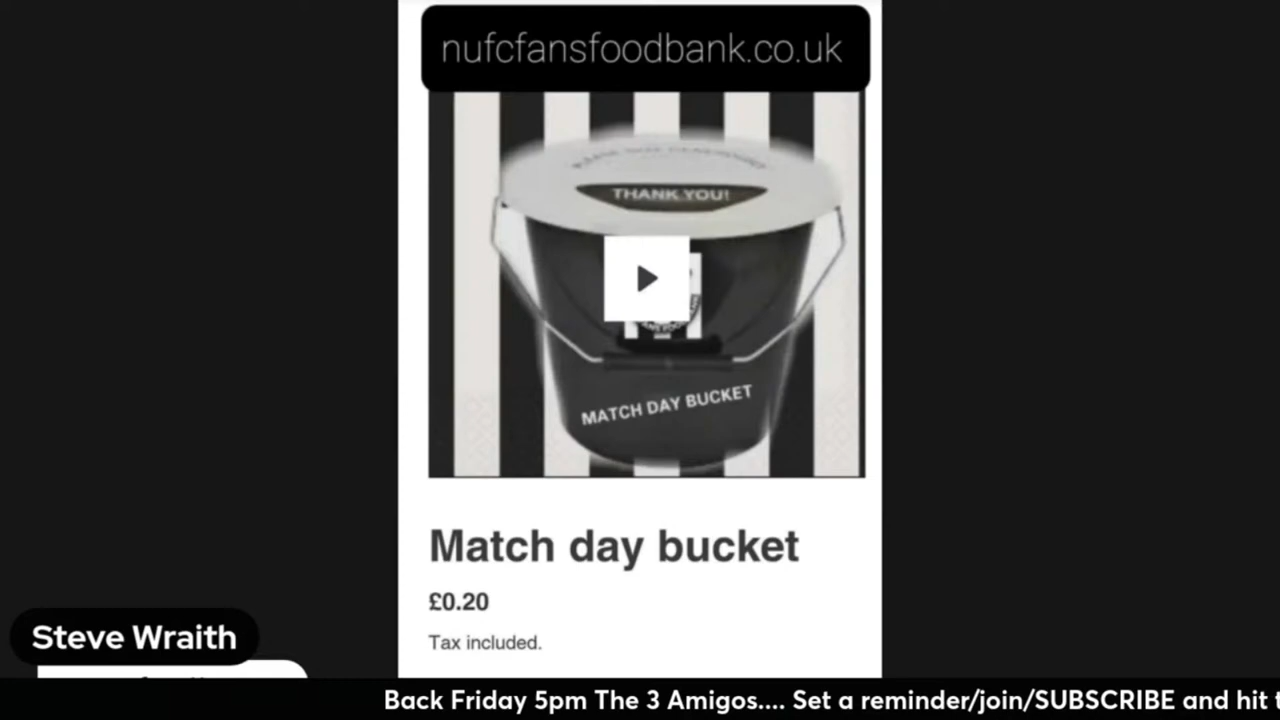 nufcfansfoodbank.co.uk
THANK YOU!
MATCH DAY BUCKET
Match day bucket
£0.20
Tax included.
Steve Wraith
Back Friday 5pm The 3 Amigos.... Set a reminder/join/SUBSCRIBE and hit